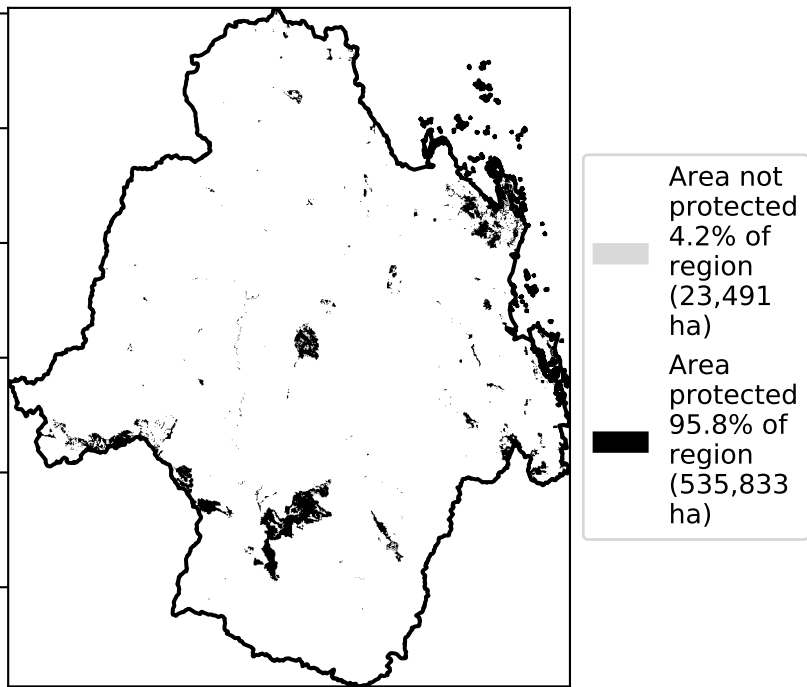 Area not
protected
4.2% of
region
(23,491
ha)
Area
protected
95.8% of
region
(535,833
ha)